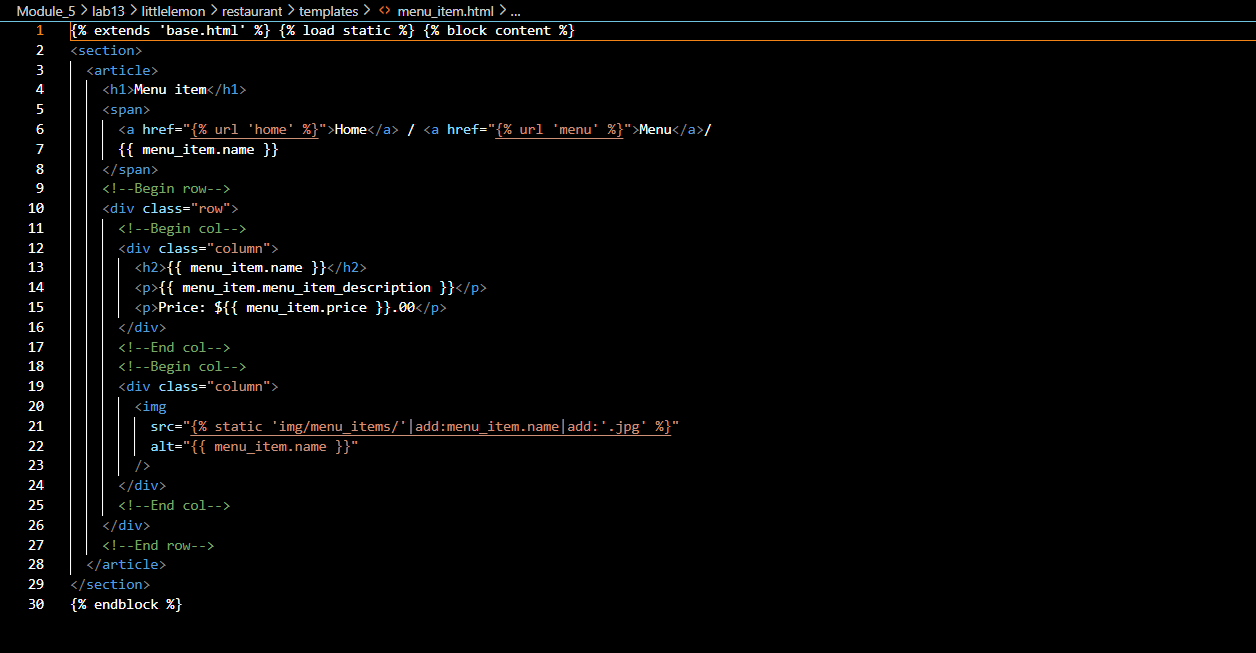 Module_5 > lab13 > littlelemon > restaurant > templates > <> menu_item.html > ...
1 {% extends 'base.html' %} {% load static %} {% block content %}
2 <section>
3 <article>
4 <h1>Menu item</h1>
5 <span>
6 <a href="{% url 'home' %}">Home</a> / <a href="{% url 'menu' %}">Menu</a>/
7 {{ menu_item.name }}
8 </span>
9 <!--Begin row-->
10 <div class="row">
11 <!--Begin col-->
12 <div class="column">
13 <h2>{{ menu_item.name }}</h2>
14 <p>{{ menu_item.menu_item_description }}</p>
15 <p>Price: ${{ menu_item.price }}.00</p>
16 </div>
17 <!--End col-->
18 <!--Begin col-->
19 <div class="column">
20 <img
21 src="{% static 'img/menu_items/'|add:menu_item.name|add:'.jpg' %}"
22 alt="{{ menu_item.name }}"
23 />
24 </div>
25 <!--End col-->
26 </div>
27 <!--End row-->
28 </article>
29 </section>
30 {% endblock %}